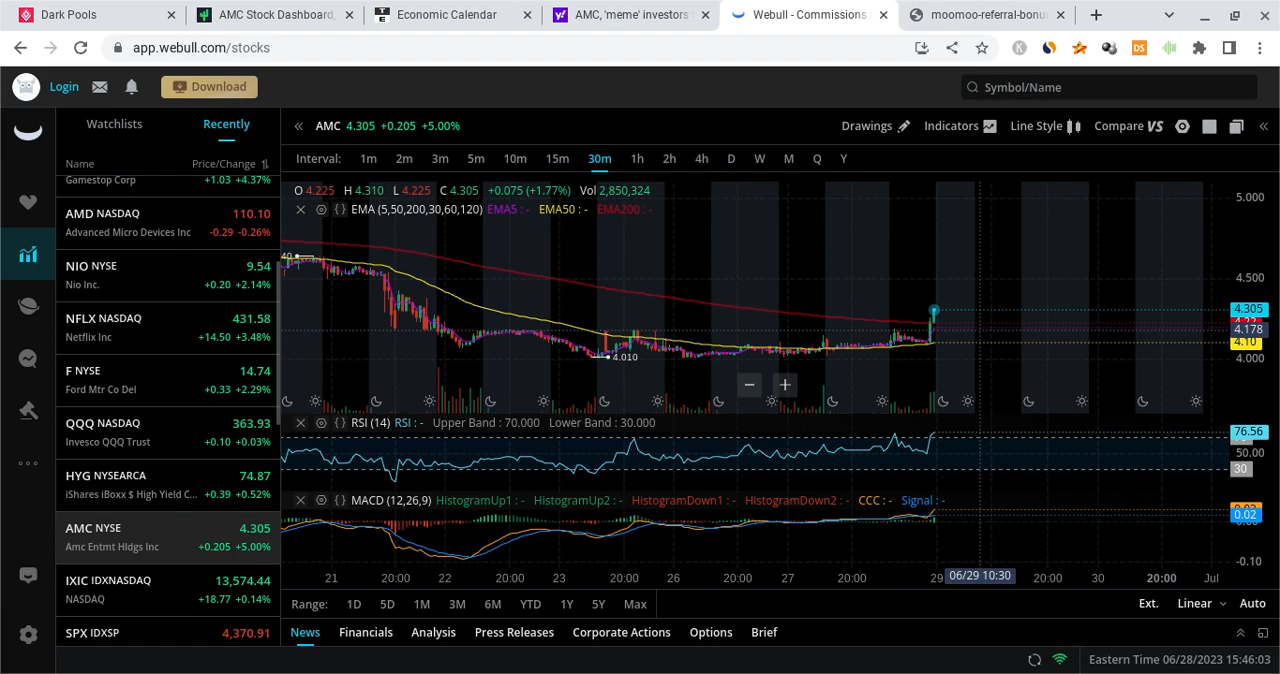 Dark Pools
AMC Stock Dashboard,
Economic Calendar
AMC, 'meme' investors
Webull - Commissions
moomoo-referral-bonu
app.webull.com/stocks
Login
Download
Symbol/Name
Watchlists
Recently
Name
Price/Change
Gamestop Corp
+1.03 +4.37%
AMD NASDAQ
110.10
Advanced Micro Devices Inc
-0.29 -0.26%
NIO NYSE
9.54
Nio Inc.
+0.20 +2.14%
NFLX NASDAQ
431.58
Netflix Inc
+14.50 +3.48%
F NYSE
14.74
Ford Mtr Co Del
+0.33 +2.29%
QQQ NASDAQ
363.93
Invesco QQQ Trust
+0.10 +0.03%
HYG NYSEARCA
74.87
iShares iBoxx $ High Yield C...
+0.39 +0.52%
AMC NYSE
4.305
Amc Entmt Hldgs Inc
+0.205 +5.00%
IXIC IDXNASDAQ
13,574.44
NASDAQ
+18.77 +0.14%
SPX IDXSP
4,370.91
AMC 4.305 +0.205 +5.00%
Drawings
Indicators
Line Style
Compare VS
Interval: 1m 2m 3m 5m 10m 15m 30m 1h 2h 4h D W M Q Y
O 4.225 H 4.310 L 4.225 C 4.305 +0.075 (+1.77%) Vol 2,850,324
EMA (5,50,200,30,60,120) EMA5 : - EMA50 : - EMA200 : -
40
4.010
5.000
4.500
4.305
4.178
4.10
4.000
RSI (14) RSI : - Upper Band : 70.000 Lower Band : 30.000
76.56
50.00
30
MACD (12,26,9) HistogramUp1 : - HistogramUp2 : - HistogramDown1 : - HistogramDown2 : - CCC : - Signal : -
0.02
-0.10
21 20:00 22 20:00 23 20:00 26 20:00 27 20:00 29 06/29 10:30 20:00 30 20:00 Jul
Range: 1D 5D 1M 3M 6M YTD 1Y 5Y Max
Ext. Linear Auto
News Financials Analysis Press Releases Corporate Actions Options Brief
Eastern Time 06/28/2023 15:46:03